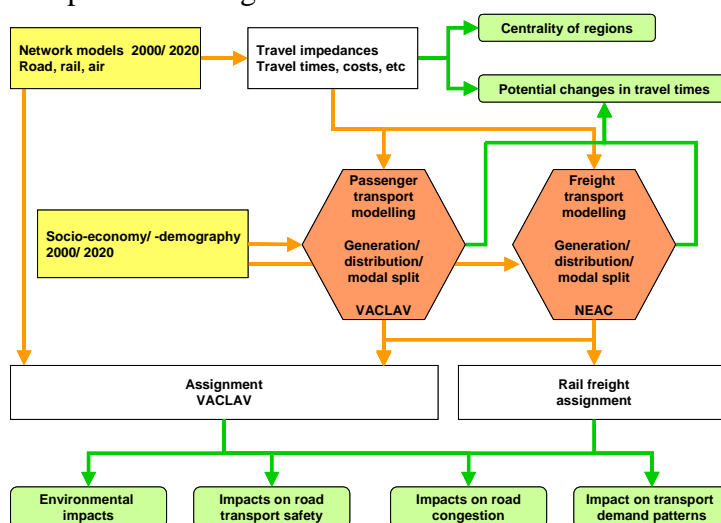 Network models 2000/ 2020
Road, rail, air
Travel impedances
Travel times, costs, etc
Centrality of regions
Potential changes in travel times
Socio-economy/ -demography
2000/ 2020
Passenger
transport
modelling
Generation/
distribution/
modal split
VACLAV
Freight
transport
modelling
Generation/
distribution/
modal split
NEAC
Assignment
VACLAV
Rail freight
assignment
Environmental
impacts
Impacts on road
transport safety
Impacts on road
congestion
Impact on transport
demand patterns